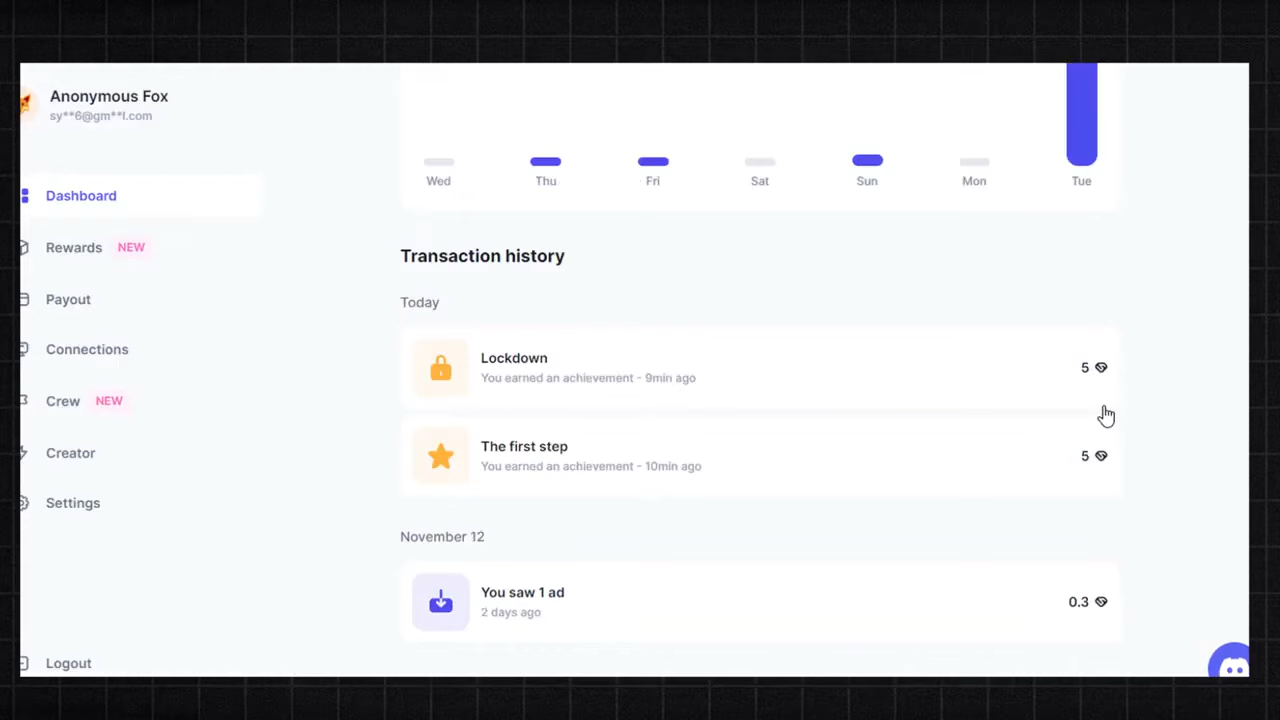 Anonymous Fox
sy**6@gm**l.com
Dashboard
Rewards NEW
Payout
Connections
Crew NEW
Creator
Settings
Logout
Wed Thu Fri Sat Sun Mon Tue
Transaction history
Today
Lockdown
You earned an achievement - 9min ago
5
The first step
You earned an achievement - 10min ago
5
November 12
You saw 1 ad
2 days ago
0.3